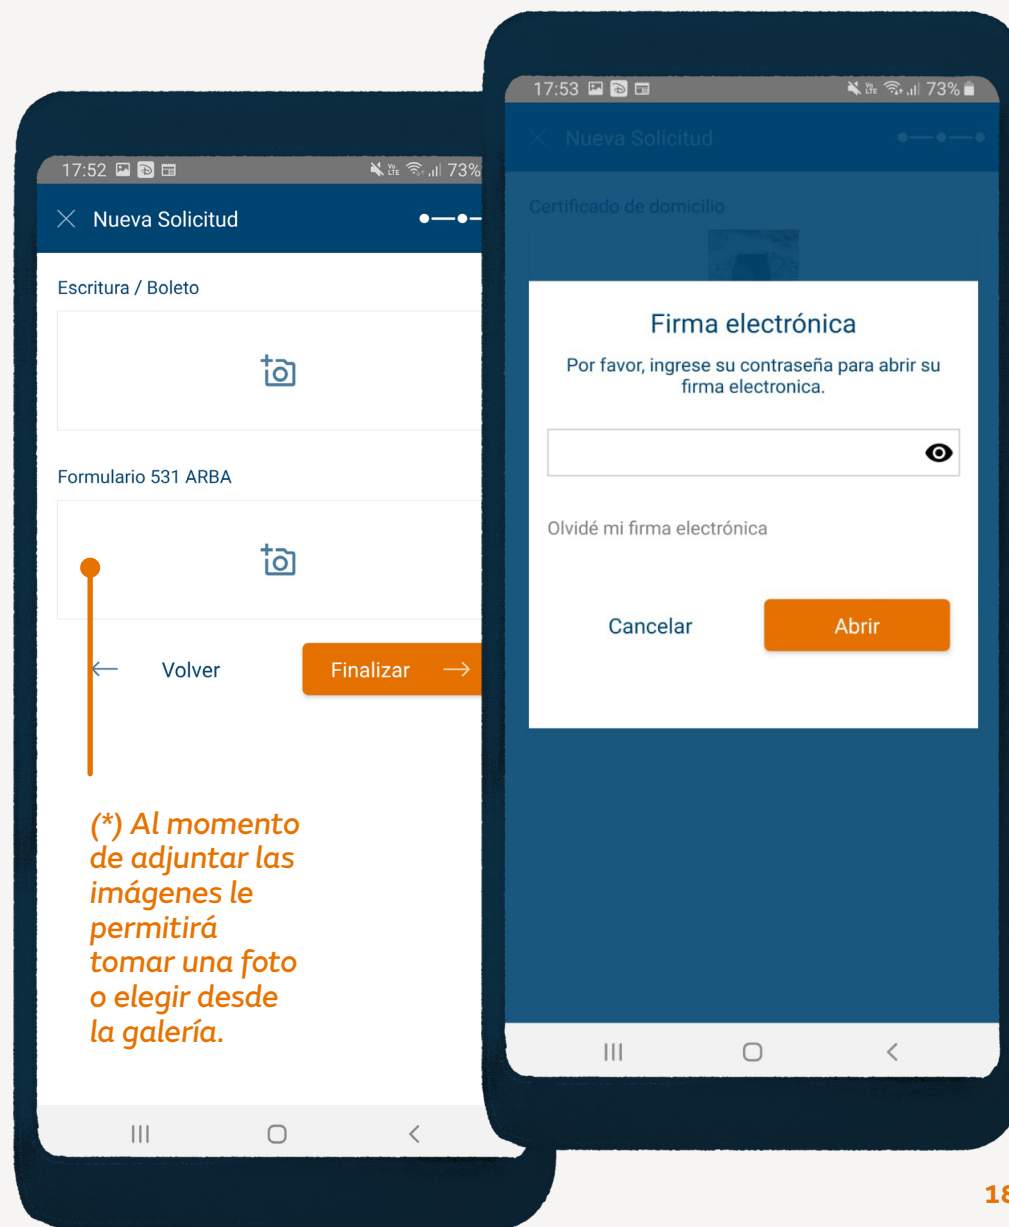 17:52
73%
Nueva Solicitud
Escritura / Boleto
Formulario 531 ARBA
Volver
Finalizar
(*) Al momento
de adjuntar las
imágenes le
permitirá
tomar una foto
o elegir desde
la galería.
17:53
Vo
LTE
73%
Nueva Solicitud
Certificado de domicilio
Firma electrónica
Por favor, ingrese su contraseña para abrir su
firma electronica.
Olvidé mi firma electrónica
Cancelar
Abrir
18